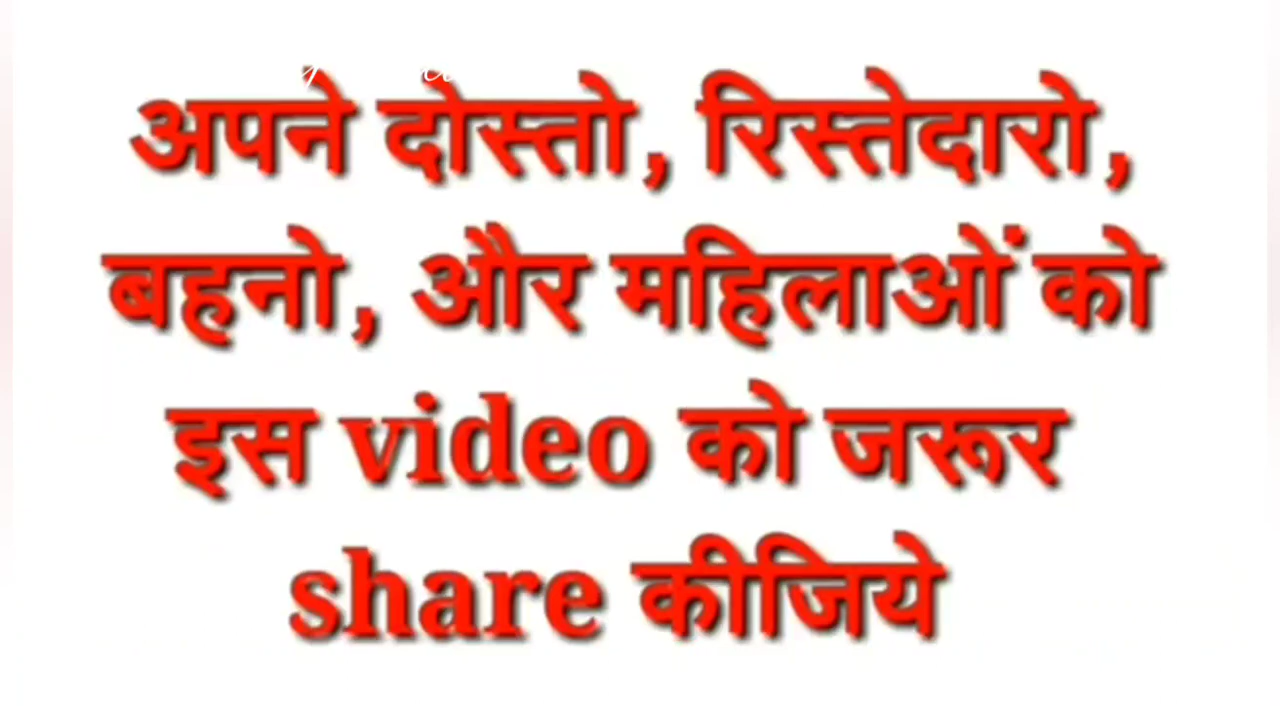 अपने दोस्तो, रिस्तेदारो,
बहनो, और महिलाओं को
इस video को जरूर
share कीजिये